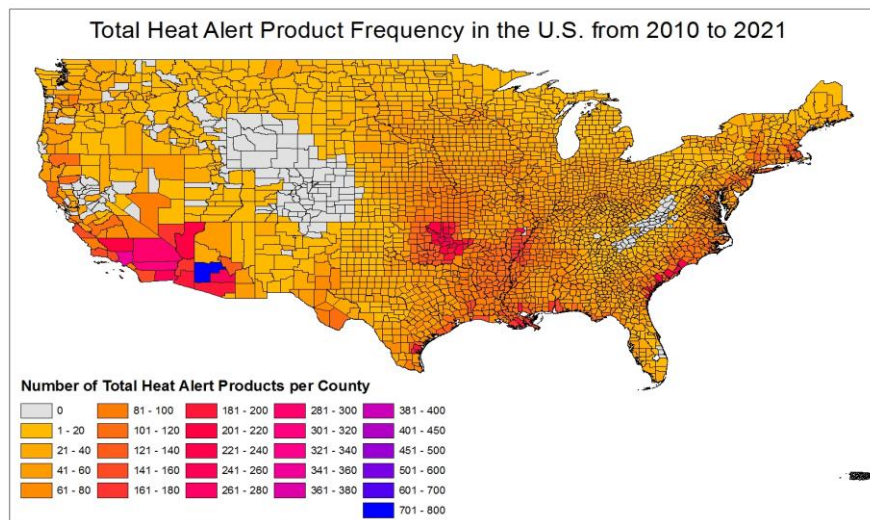 Total Heat Alert Product Frequency in the U.S. from 2010 to 2021
Number of Total Heat Alert Products per County
0
1 - 20
21 - 40
41 - 60
61 - 80
81 - 100
101 - 120
121 - 140
141 - 160
161 - 180
181 - 200
201 - 220
221 - 240
241 - 260
261 - 280
281 - 300
301 - 320
321 - 340
341 - 360
361 - 380
381 - 400
401 - 450
451 - 500
501 - 600
601 - 700
701 - 800